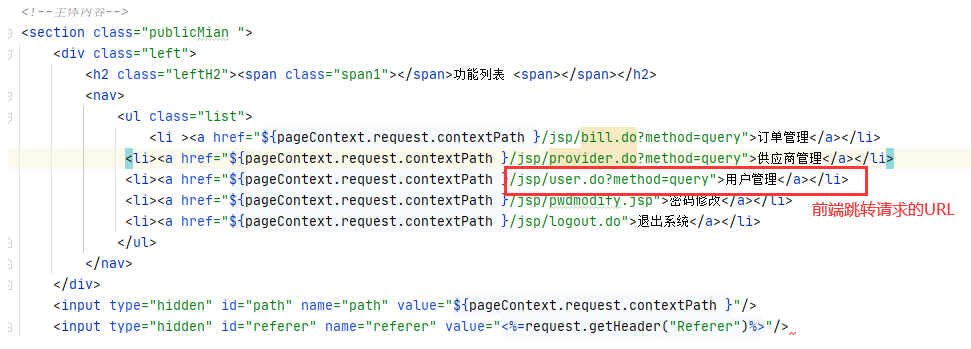 <!--主体内容-->
<section class="publicMian ">
<div class="left">
<h2 class="leftH2"><span class="span1"></span>功能列表 <span></span></h2>
<nav>
<ul class="list">
<li ><a href="${pageContext.request.contextPath }/jsp/bill.do?method=query">订单管理</a></li>
<li><a href="${pageContext.request.contextPath }/jsp/provider.do?method=query">供应商管理</a></li>
<li><a href="${pageContext.request.contextPath }/jsp/user.do?method=query">用户管理</a></li>
<li><a href="${pageContext.request.contextPath }/jsp/pwdmodify.jsp">密码修改</a></li>
<li><a href="${pageContext.request.contextPath }/jsp/logout.do">退出系统</a></li>
前端跳转请求的URL
</ul>
</nav>
</div>
<input type="hidden" id="path" name="path" value="${pageContext.request.contextPath }"/>
<input type="hidden" id="referer" name="referer" value="<%=request.getHeader("Referer")%>"/>